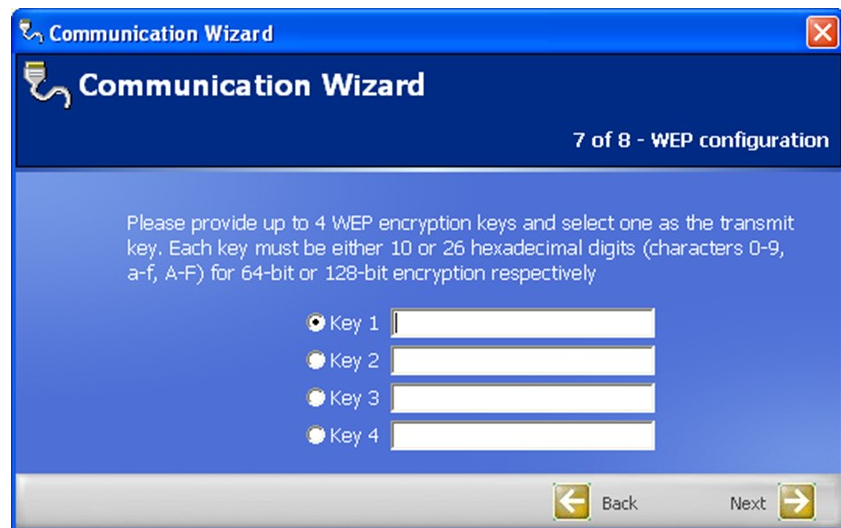 Communication Wizard
Communication Wizard
7 of 8 - WEP configuration
Please provide up to 4 WEP encryption keys and select one as the transmit
key. Each key must be either 10 or 26 hexadecimal digits (characters 0-9,
a-f, A-F) for 64-bit or 128-bit encryption respectively
Key 1
Key 2
Key 3
Key 4
Back Next